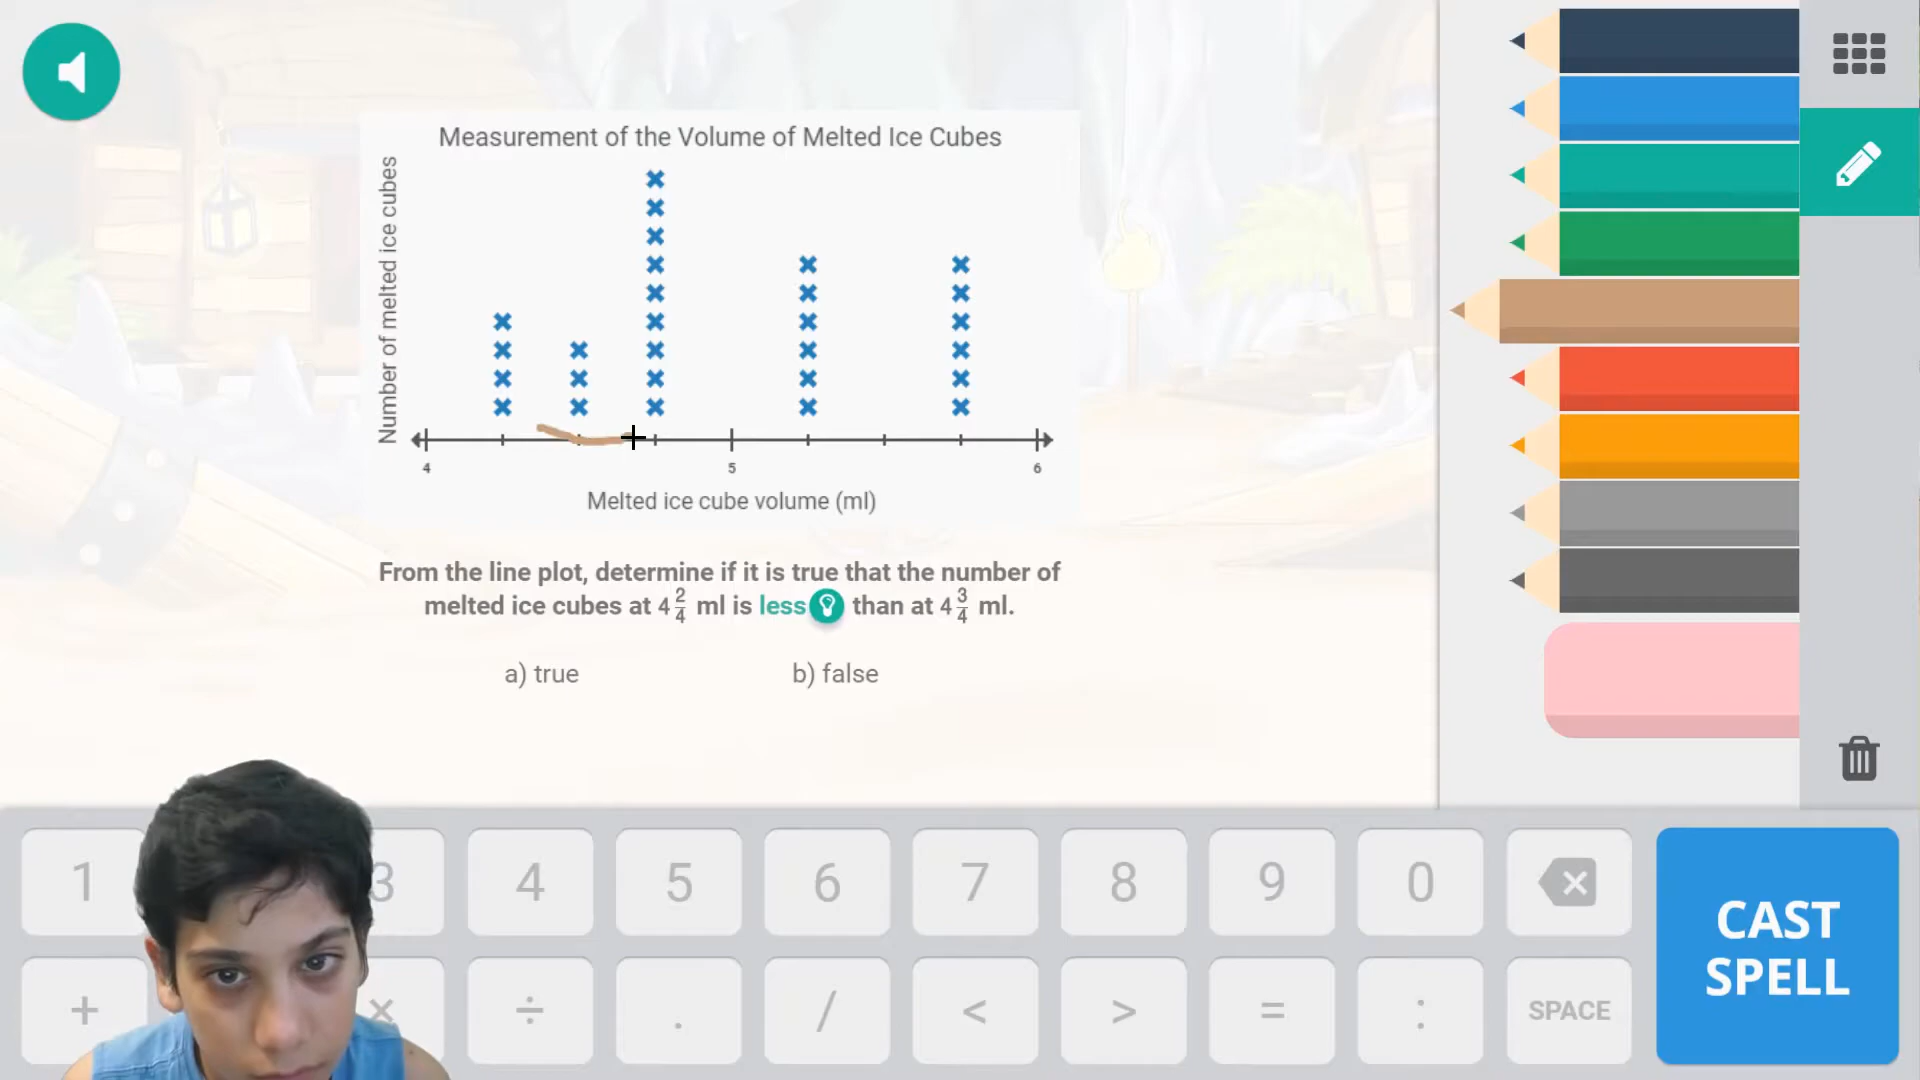 Measurement of the Volume of Melted Ice Cubes
Number of melted ice cubes
4 5 6
Melted ice cube volume (ml)
From the line plot, determine if it is true that the number of
melted ice cubes at 4 2/4 ml is less than at 4 3/4 ml.
a) true b) false
1 3 4 5 6 7 8 9 0
+ × ÷ . / < > = : SPACE
CAST
SPELL